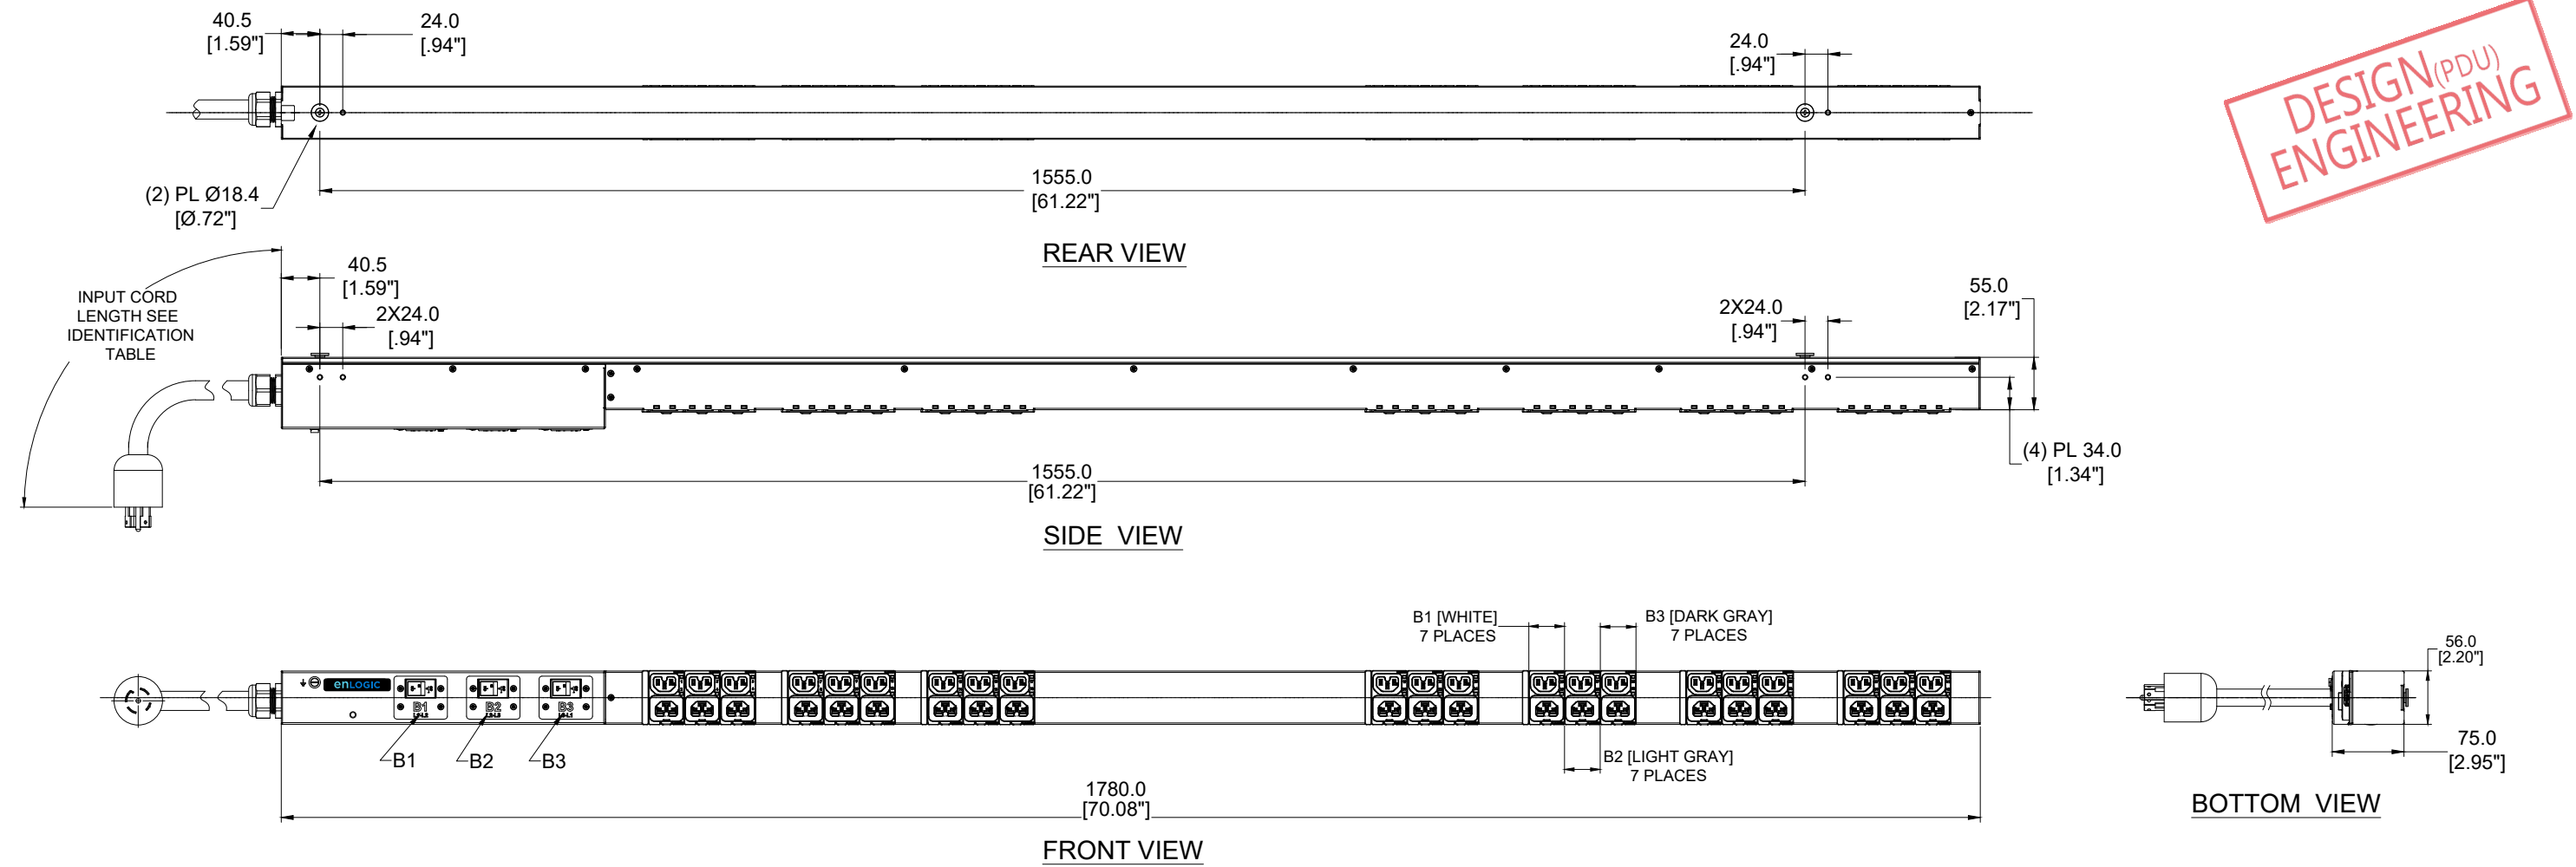 40.5
[1.59"]
24.0
[.94"]
24.0
[.94"]
DESIGN(PDU)
ENGINEERING
(2) PL Ø18.4
[Ø.72"]
1555.0
[61.22"]
REAR VIEW
INPUT CORD
LENGTH SEE
IDENTIFICATION
TABLE
40.5
[1.59"]
2X24.0
[.94"]
2X24.0
[.94"]
55.0
[2.17"]
(4) PL 34.0
[1.34"]
1555.0
[61.22"]
SIDE VIEW
B1 [WHITE]
7 PLACES
B3 [DARK GRAY]
7 PLACES
enLOGIC
B1
B2
B3
B1
B2
B3
B2 [LIGHT GRAY]
7 PLACES
1780.0
[70.08"]
FRONT VIEW
56.0
[2.20"]
75.0
[2.95"]
BOTTOM VIEW